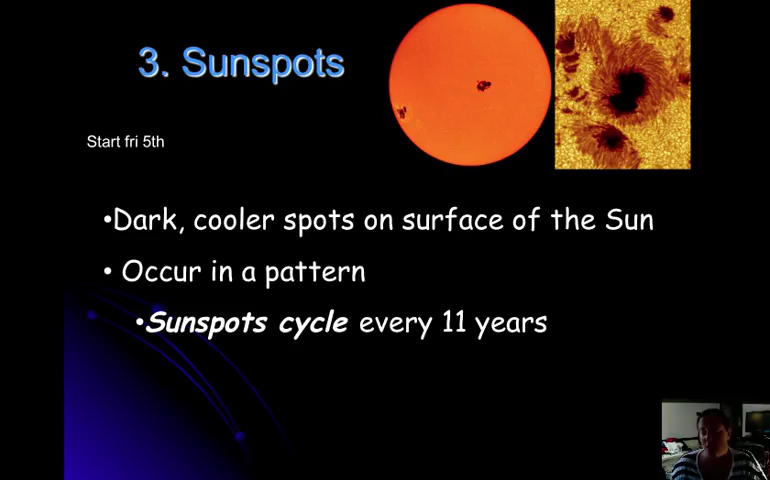 3. Sunspots
Start fri 5th
•Dark, cooler spots on surface of the Sun
• Occur in a pattern
•Sunspots cycle every 11 years